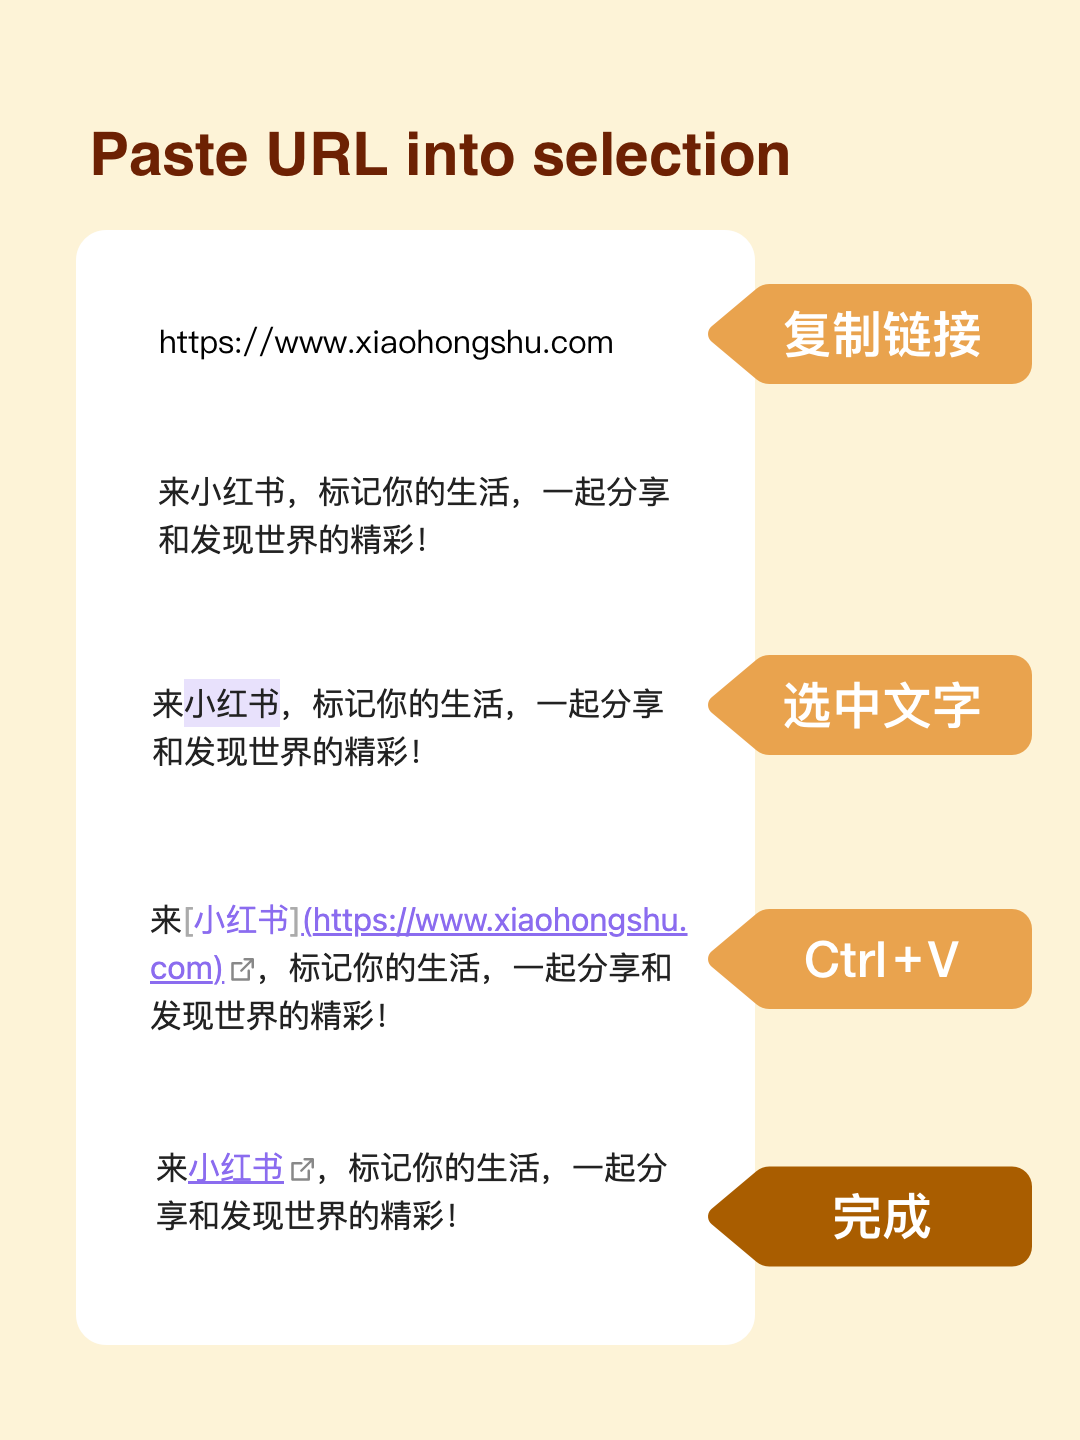 Paste URL into selection
https://www.xiaohongshu.com
复制链接
来小红书，标记你的生活，一起分享
和发现世界的精彩！
来小红书，标记你的生活，一起分享
和发现世界的精彩！
选中文字
来[小红书](https://www.xiaohongshu.
com)，标记你的生活，一起分享和
发现世界的精彩！
Ctrl+V
来小红书，标记你的生活，一起分
享和发现世界的精彩！
完成